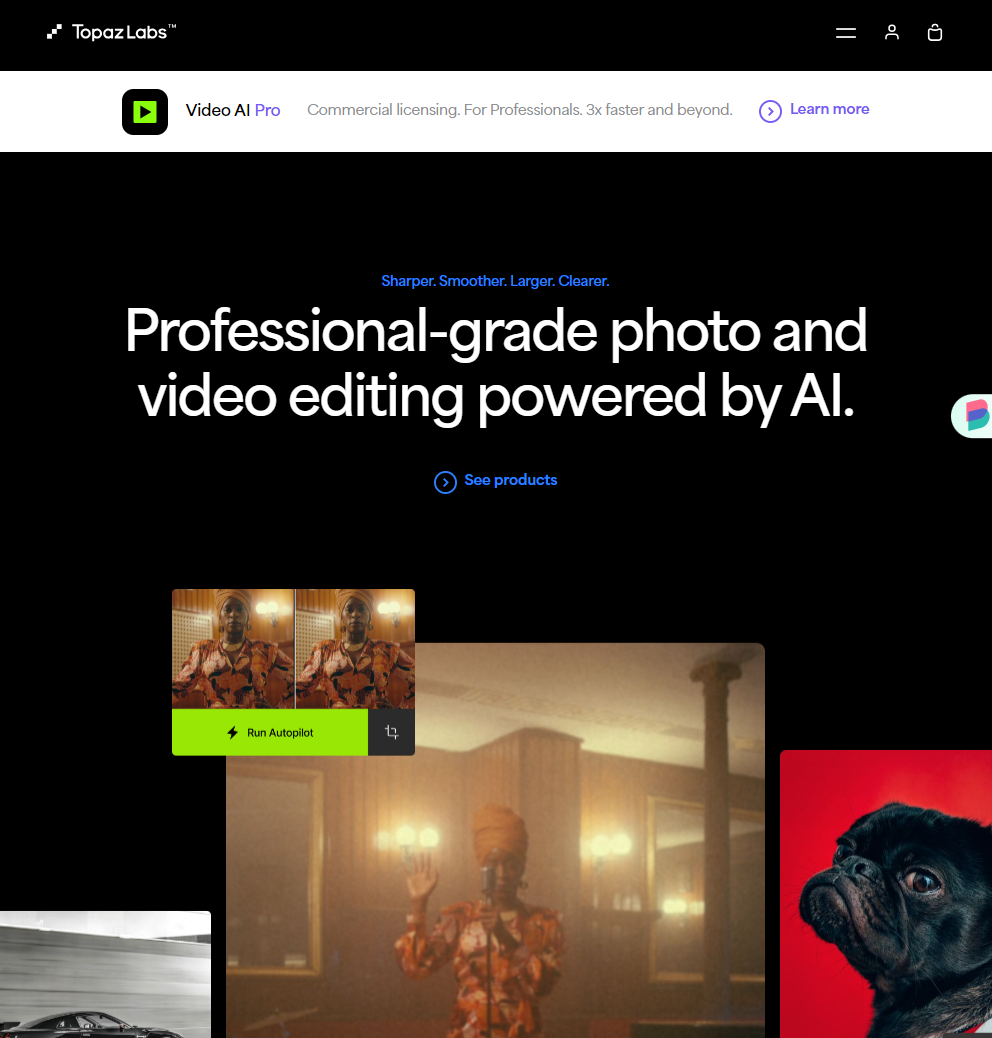 Topaz Labs™
Video AI Pro
Commercial licensing. For Professionals. 3x faster and beyond.
Learn more
Sharper. Smoother. Larger. Clearer.
Professional-grade photo and
video editing powered by AI.
See products
Run Autopilot